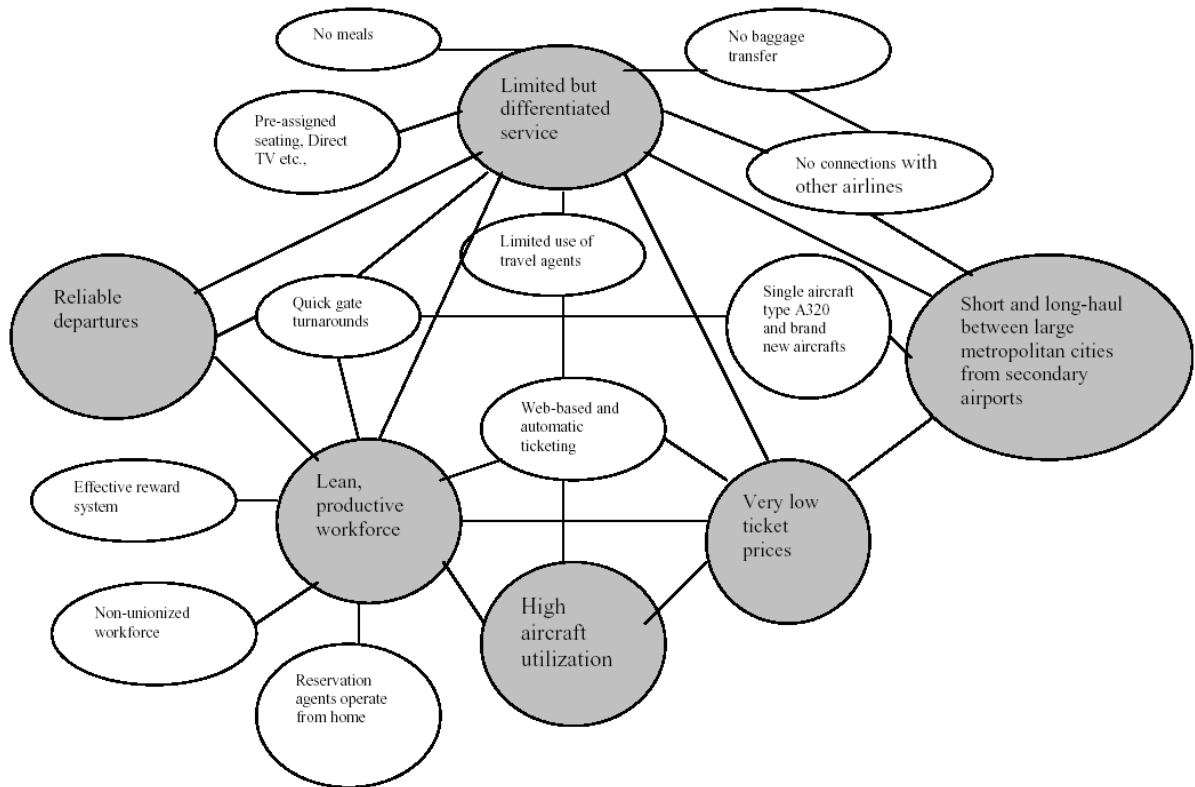 No meals
No baggage
transfer
Limited but
differentiated
service
Pre-assigned
seating, Direct
TV etc.,
No connections with
other airlines
Limited use of
travel agents
Reliable
departures
Quick gate
turnarounds
Single aircraft
type A320
and brand
new aircrafts
Short and long-haul
between large
metropolitan cities
from secondary
airports
Web-based and
automatic
ticketing
Effective reward
system
Lean,
productive
workforce
Very low
ticket
prices
Non-unionized
workforce
High
aircraft
utilization
Reservation
agents operate
from home